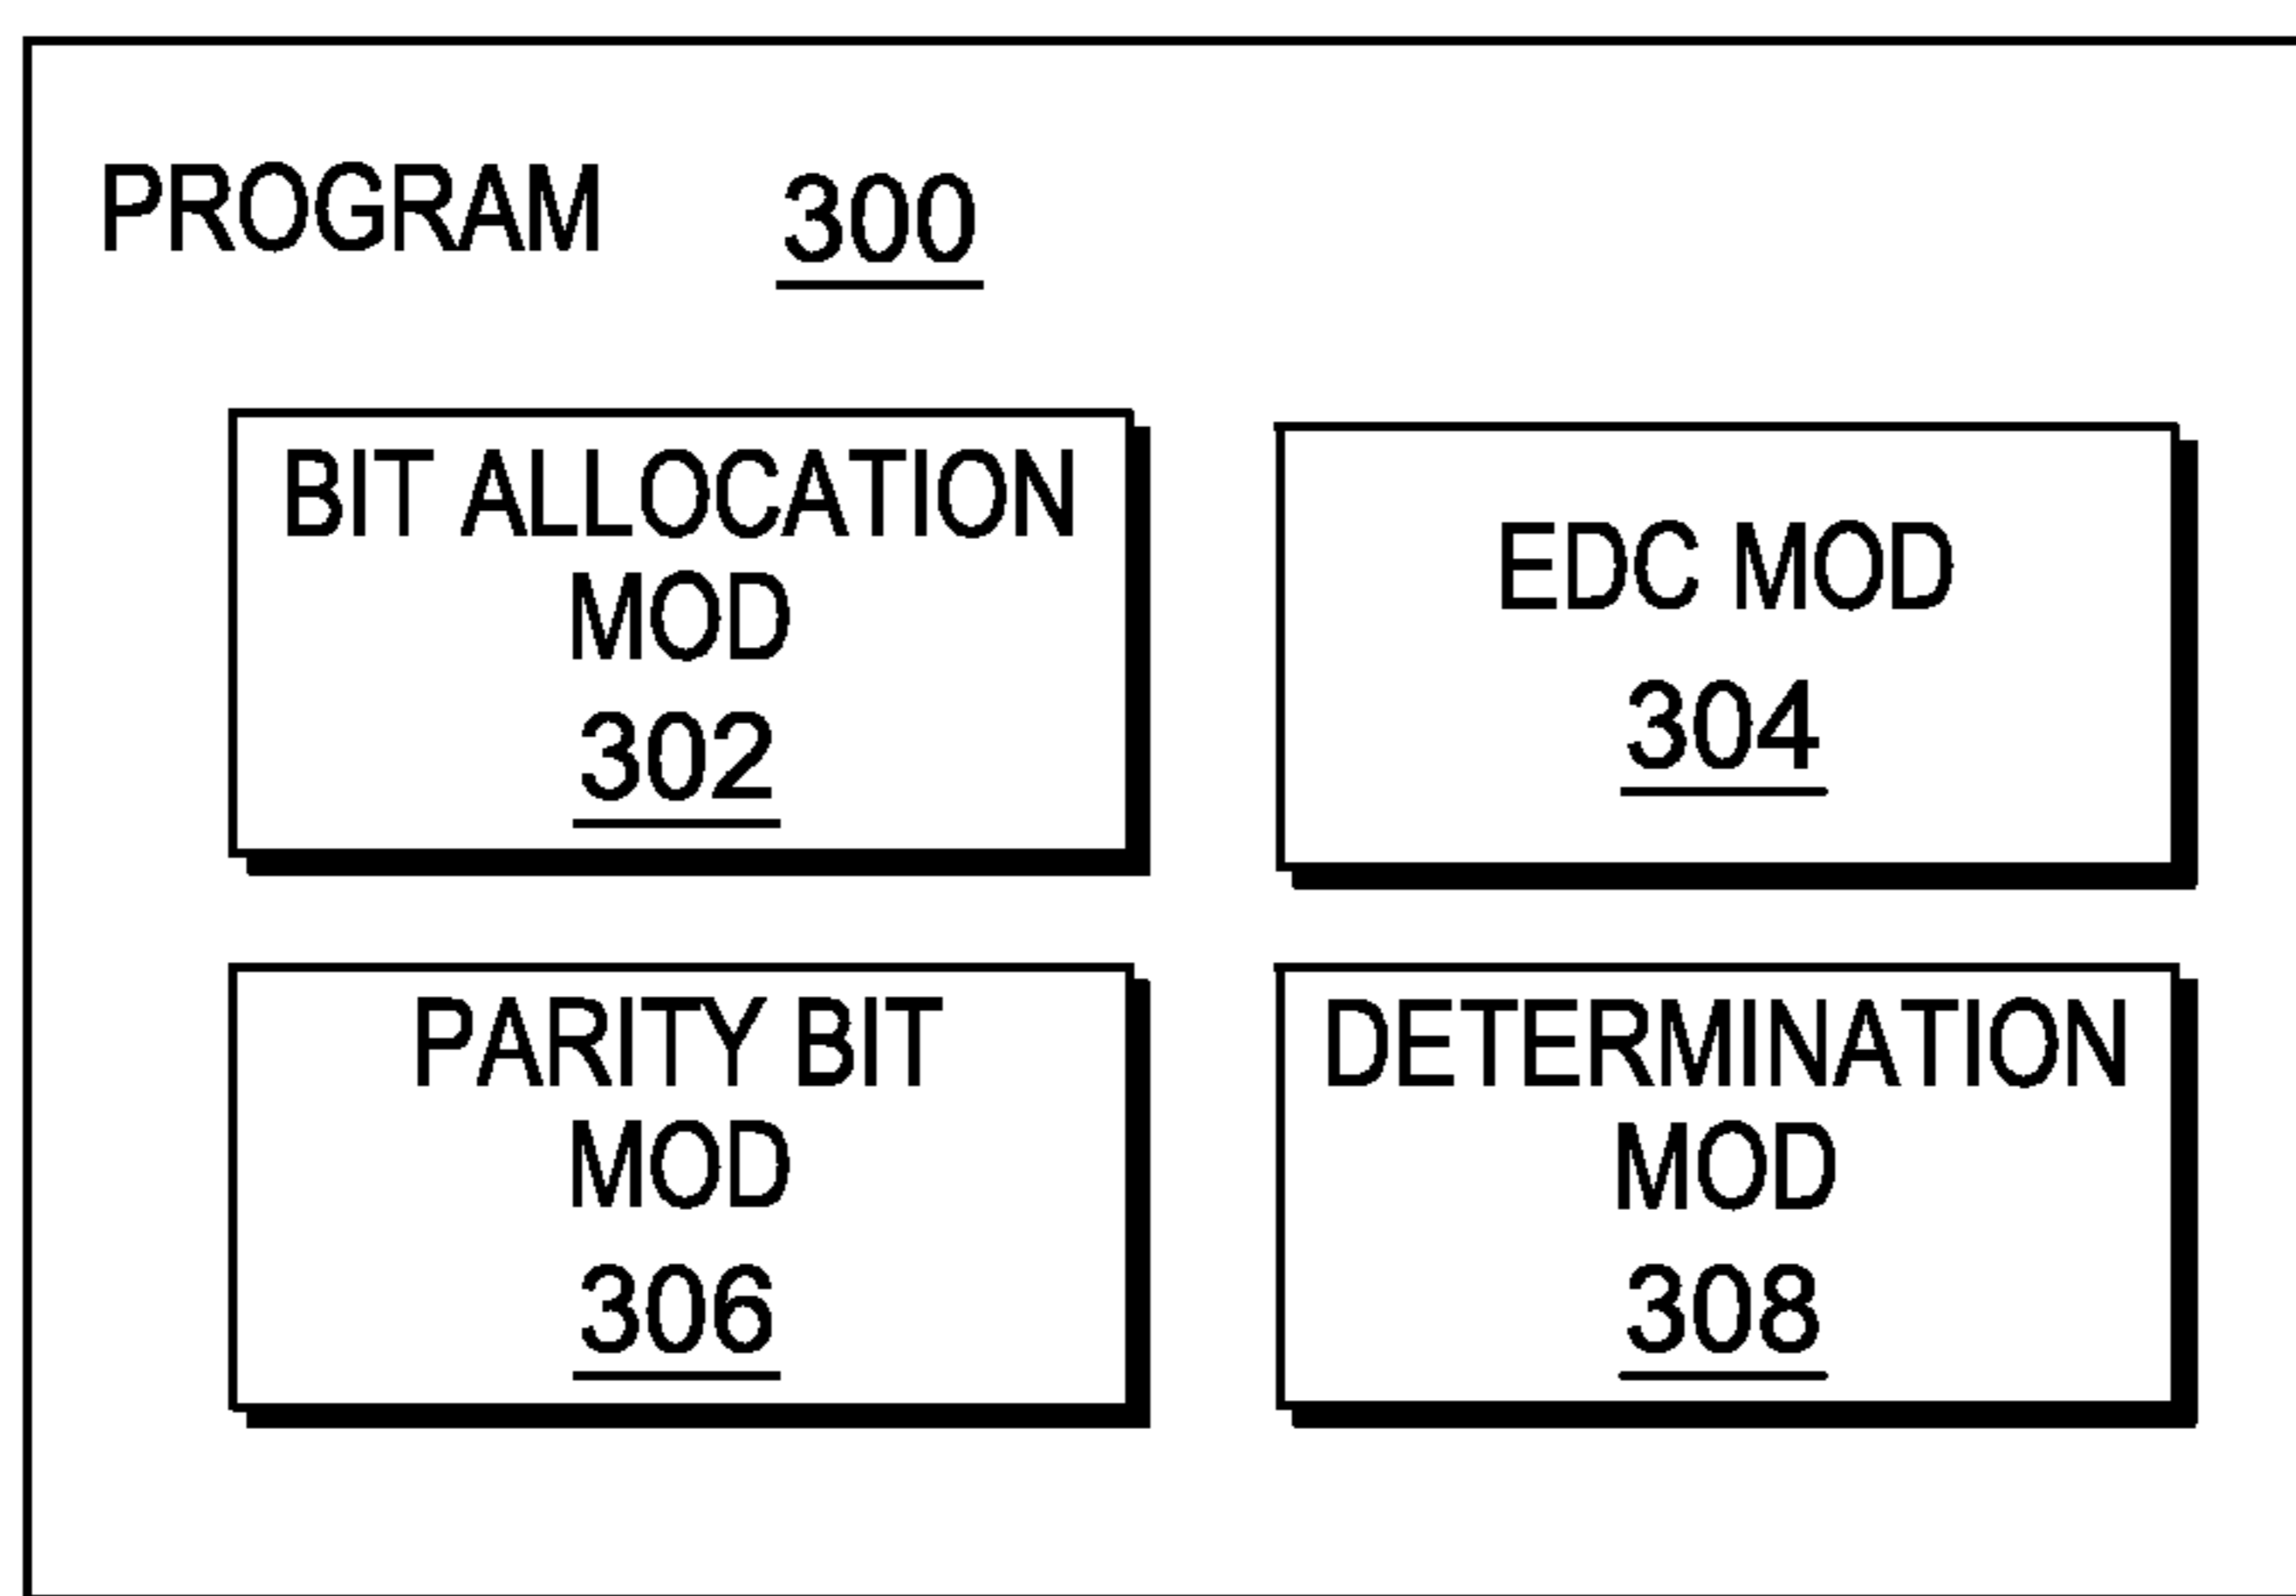 PROGRAM 300
BIT ALLOCATION
MOD
302
EDC MOD
304
PARITY BIT
MOD
306
DETERMINATION
MOD
308